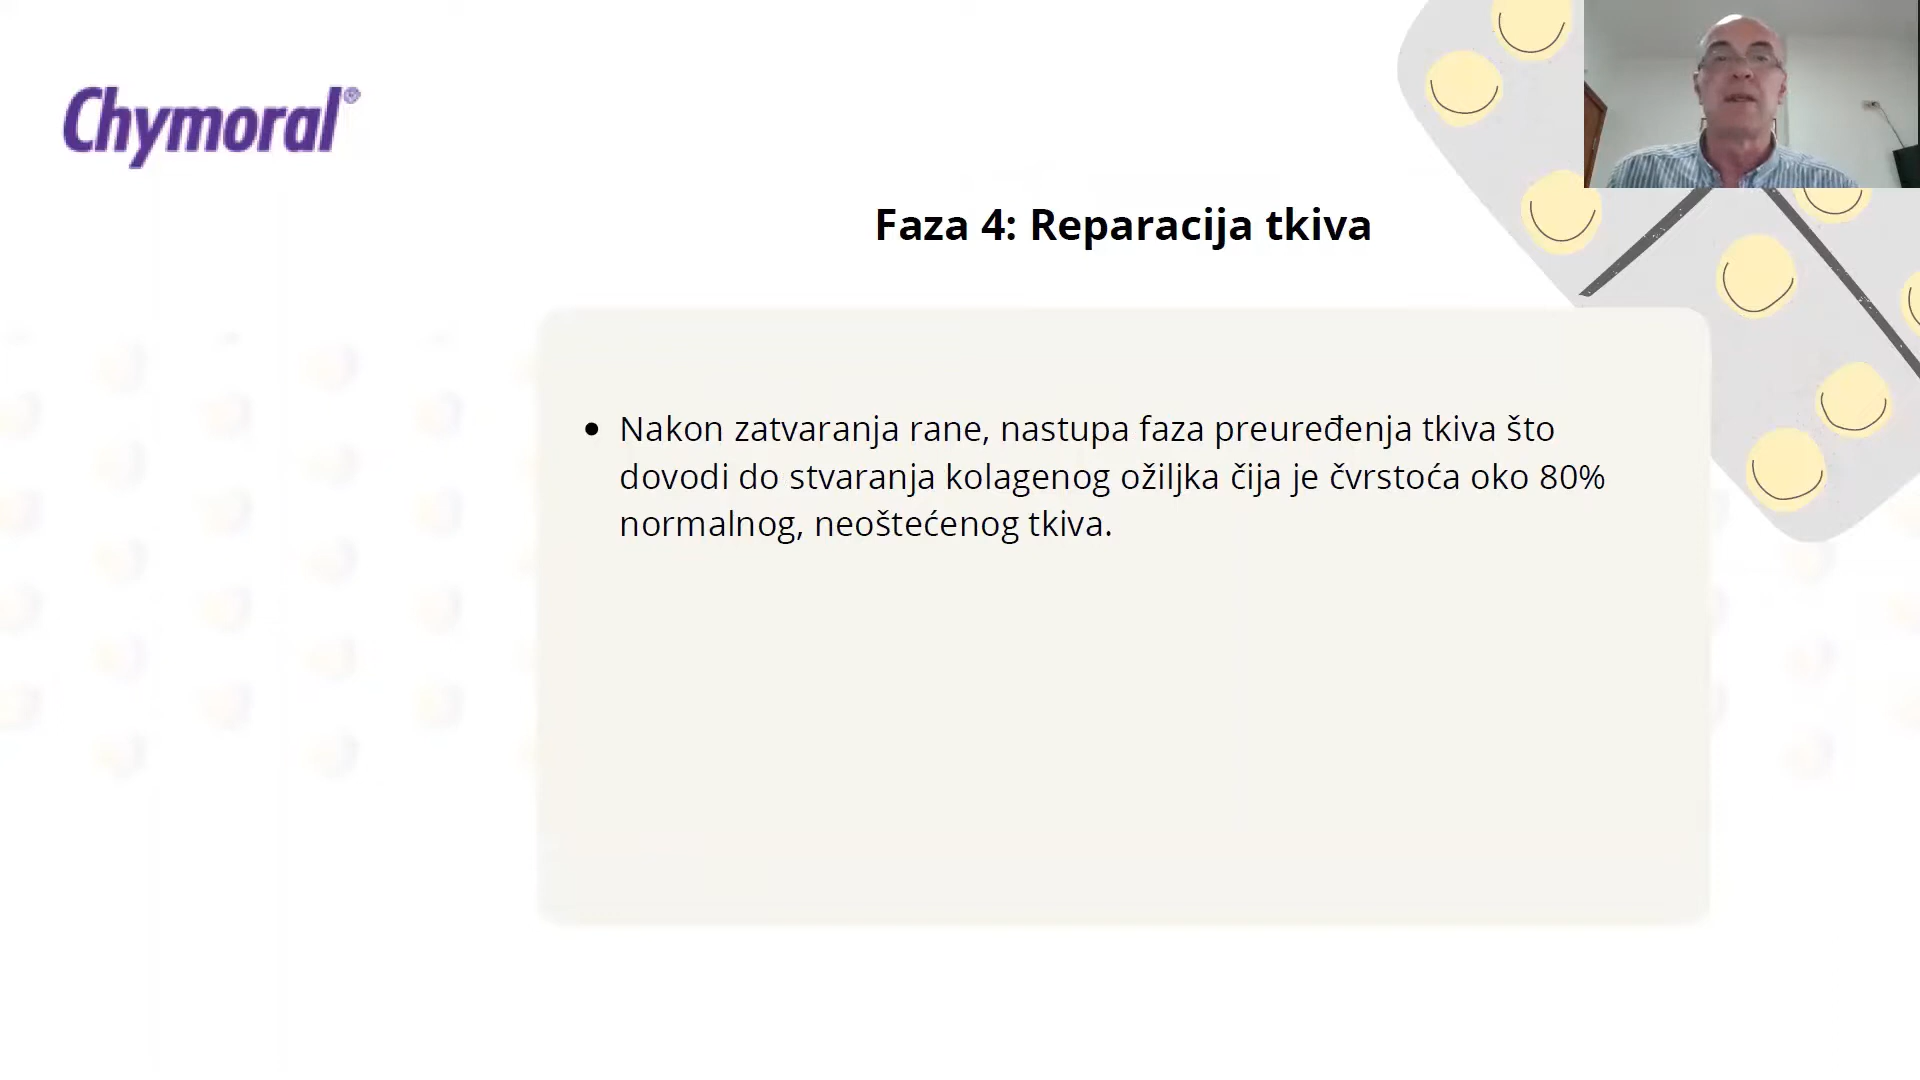 Chymoral®
Faza 4: Reparacija tkiva
• Nakon zatvaranja rane, nastupa faza preuređenja tkiva što
dovodi do stvaranja kolagenog ožiljka čija je čvrstoća oko 80%
normalnog, neoštećenog tkiva.